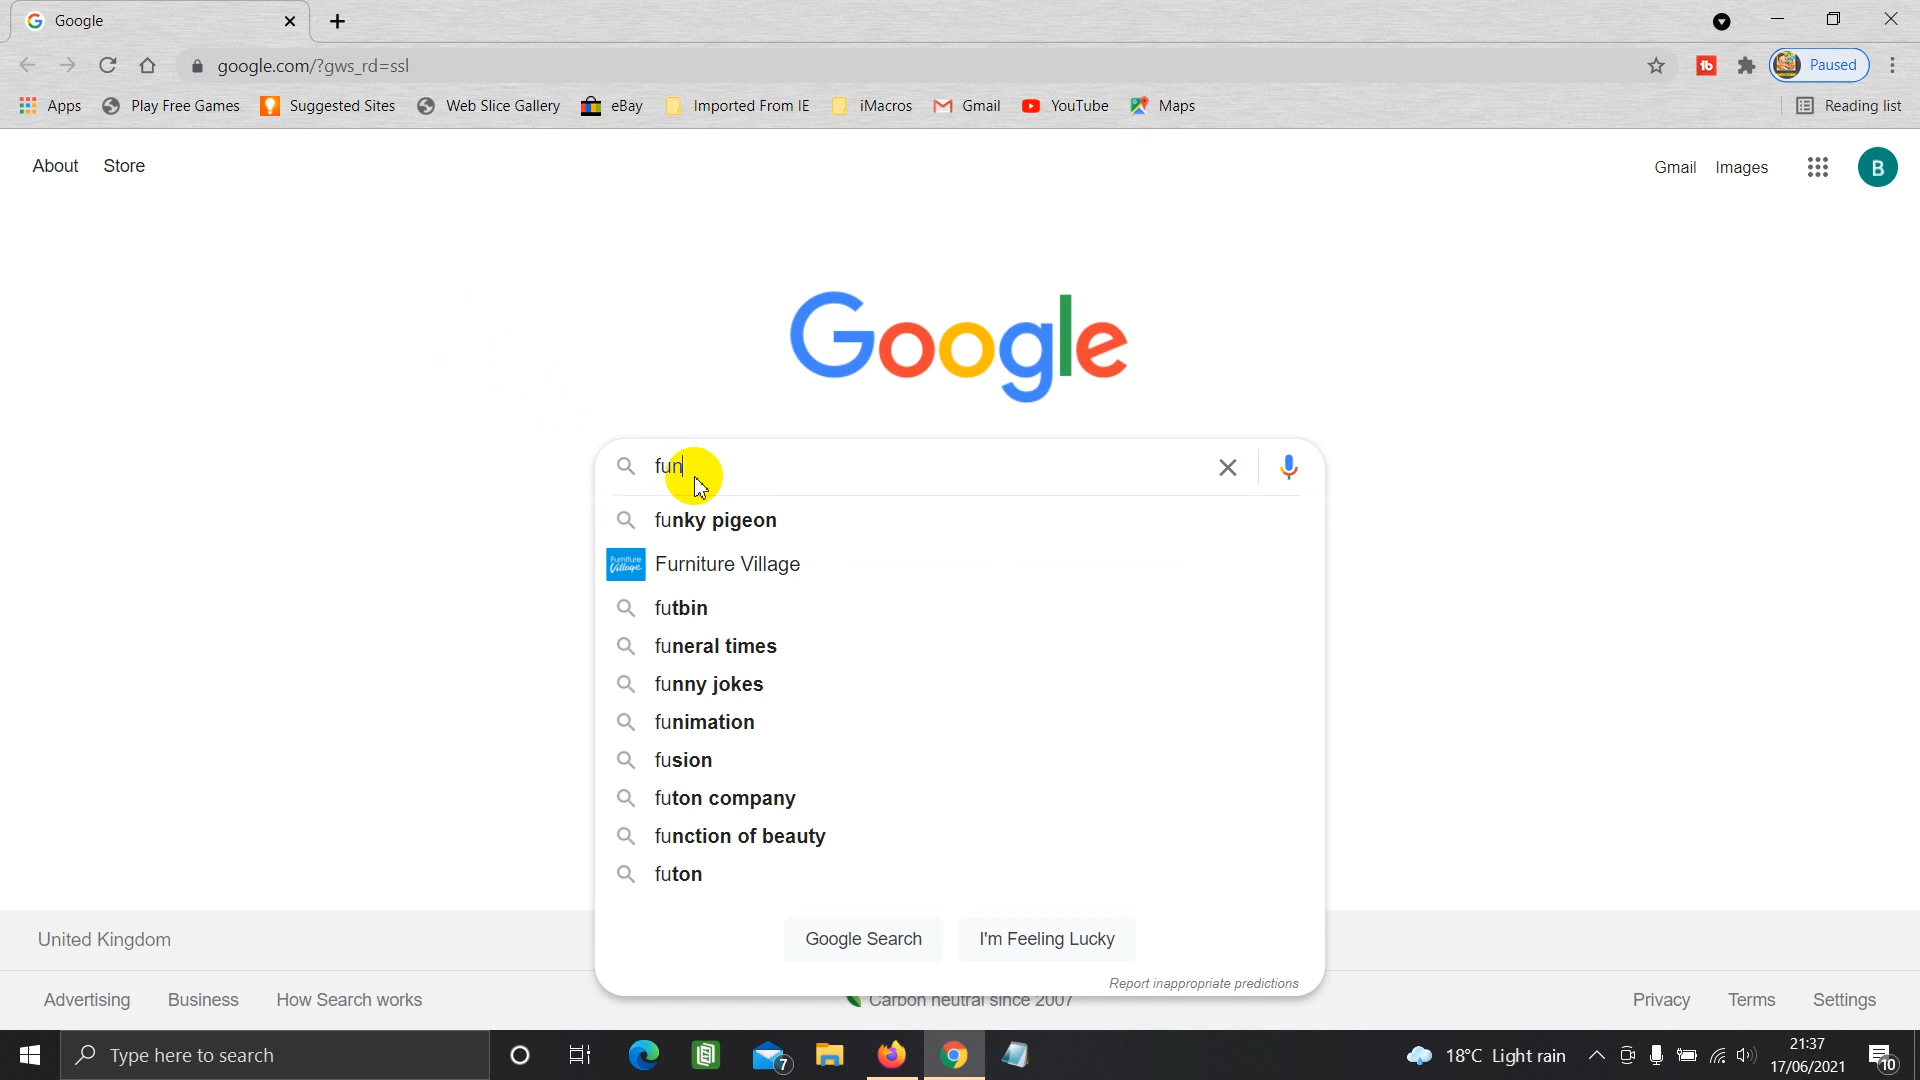 Google
google.com/?gws_rd=ssl
Paused
Apps Play Free Games Suggested Sites Web Slice Gallery eBay Imported From IE iMacros Gmail YouTube Maps Reading list
About Store Gmail Images B
Google
fun
funky pigeon
Furniture Village Furniture Village
futbin
funeral times
funny jokes
funimation
fusion
futon company
function of beauty
futon
Google Search I'm Feeling Lucky
Report inappropriate predictions
United Kingdom
Advertising Business How Search works Carbon neutral since 2007 Privacy Terms Settings
Type here to search 7 18°C Light rain 21:37
17/06/2021 10